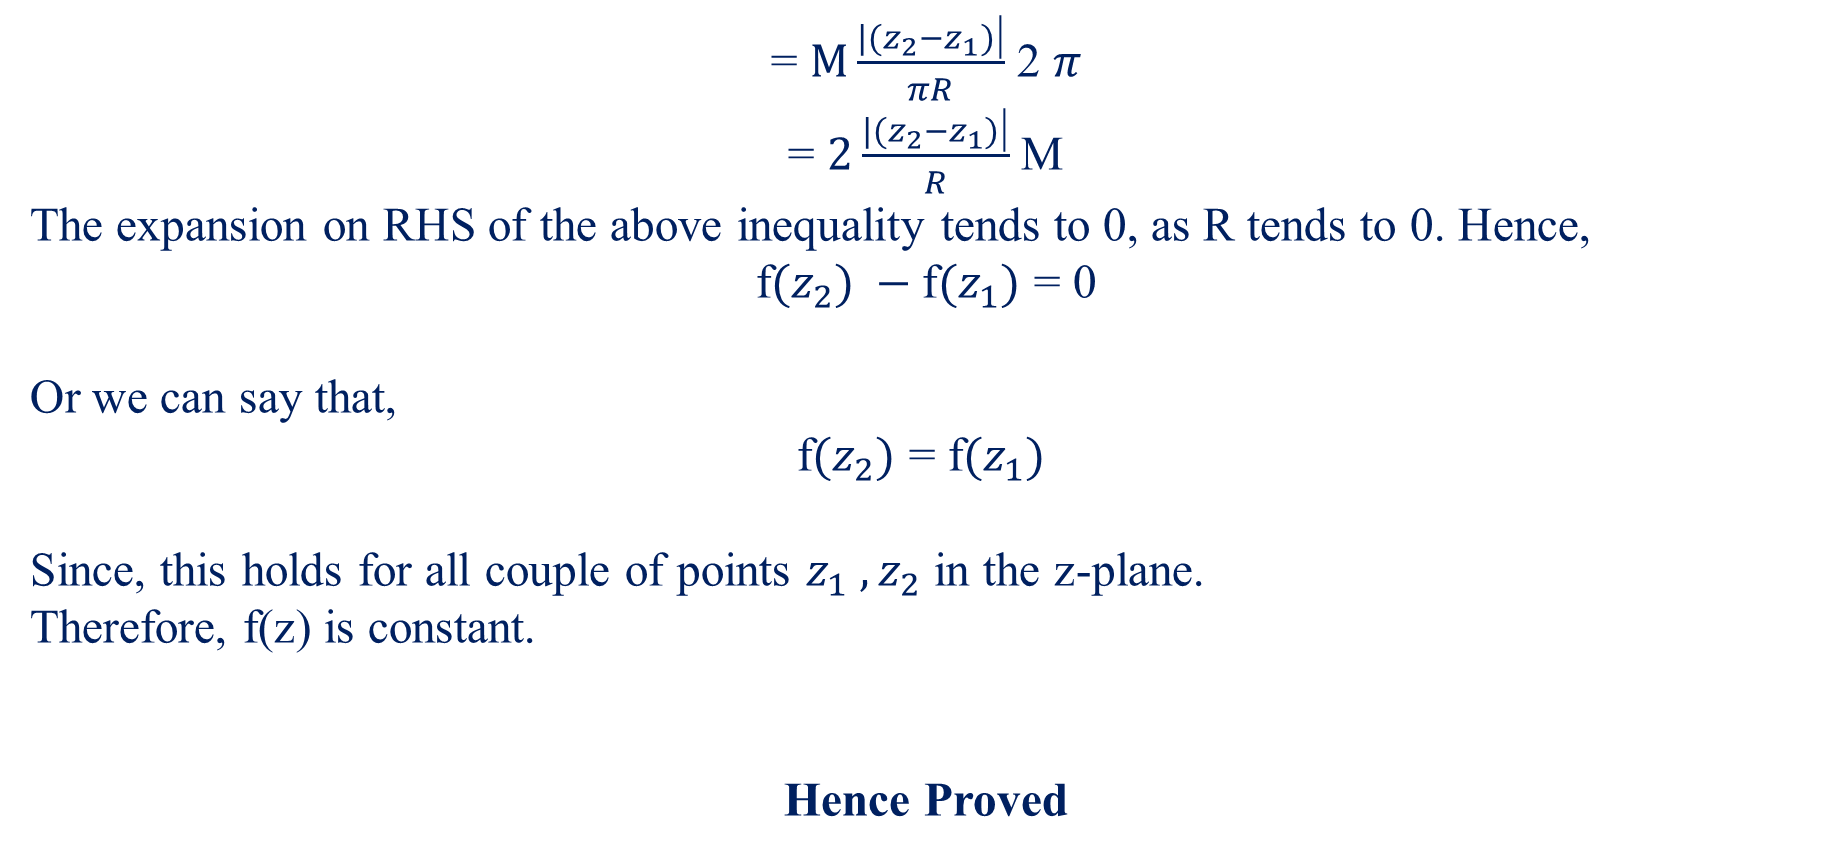 = M |(z₂−z₁)|/πR 2 π
= 2 |(z₂−z₁)|/R M
The expansion on RHS of the above inequality tends to 0, as R tends to 0. Hence,
f(z₂) − f(z₁) = 0
Or we can say that,
f(z₂) = f(z₁)
Since, this holds for all couple of points z₁ , z₂ in the z-plane.
Therefore, f(z) is constant.
Hence Proved